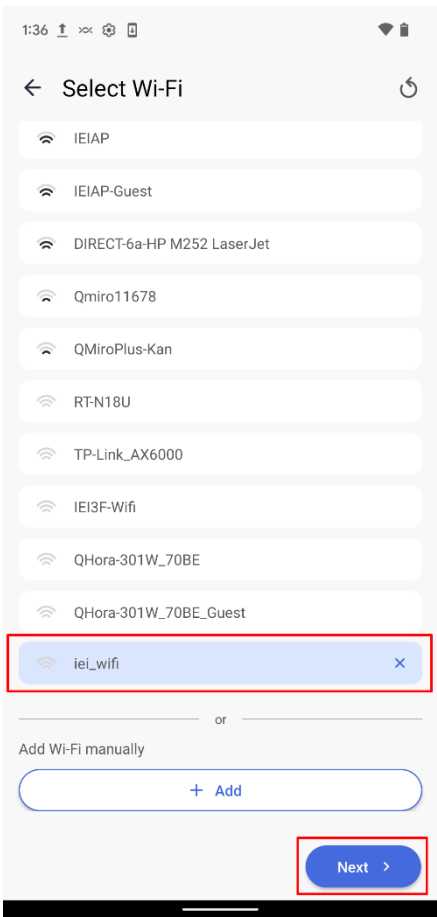 1:36
Select Wi-Fi
IEIAP
IEIAP-Guest
DIRECT-6a-HP M252 LaserJet
Qmiro11678
QMiroPlus-Kan
RT-N18U
TP-Link_AX6000
IEI3F-Wifi
QHora-301W_70BE
QHora-301W_70BE_Guest
iei_wifi
or
Add Wi-Fi manually
+ Add
Next